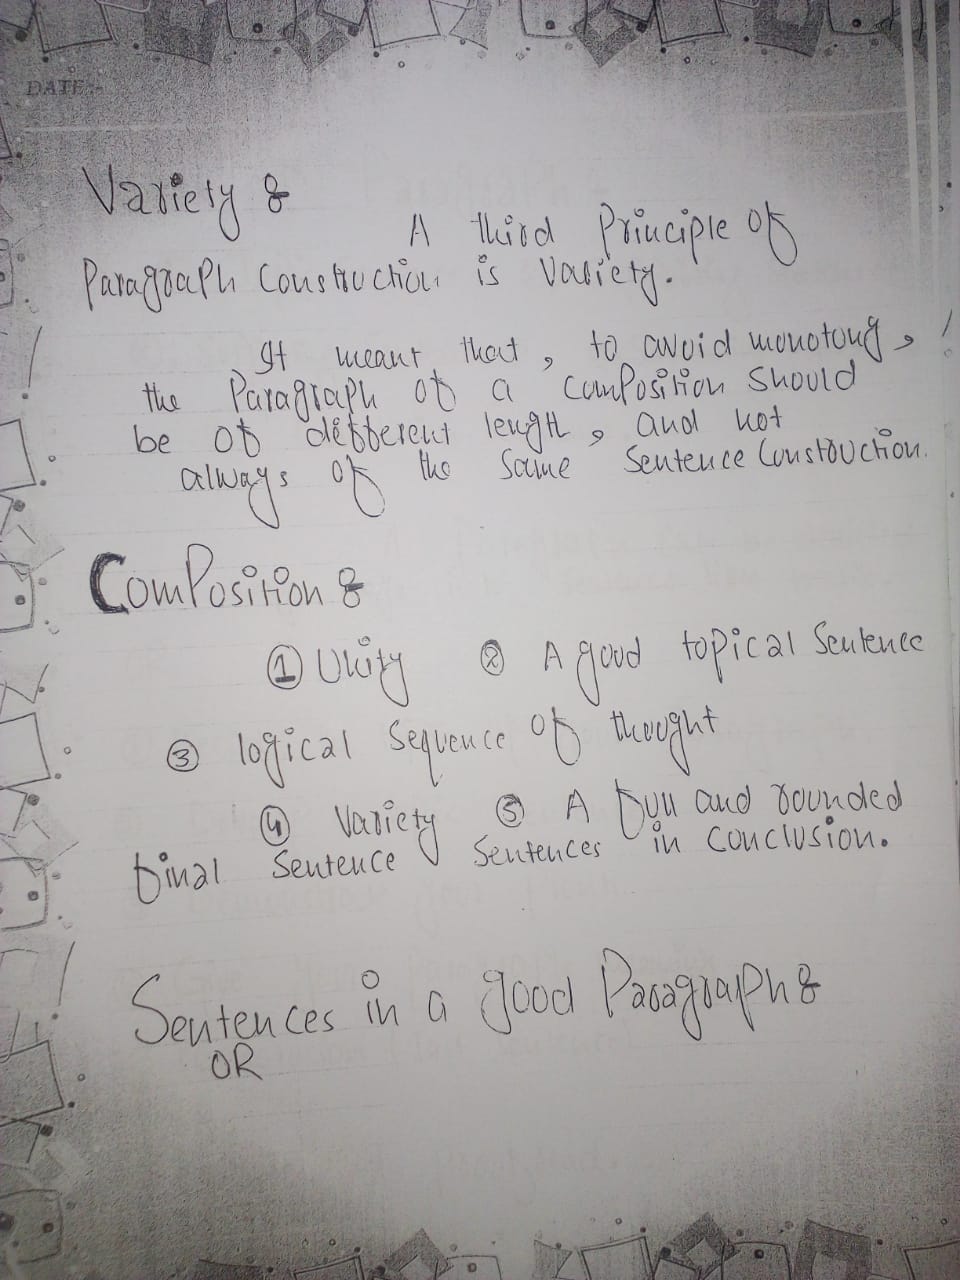 DATE:-
Variety :
A third Principle of
Paragraph Construction is Variety.
It meant that , to avoid monotony ,
the Paragraph of a composition should
be of different length , and not
always of the same sentence Construction.
Composition :
① Unity ② A good topical Sentence
③ logical Sequence of thought
④ Variety ⑤ A full and rounded
final sentence sentences in conclusion.
Sentences in a good Paragraph :
OR